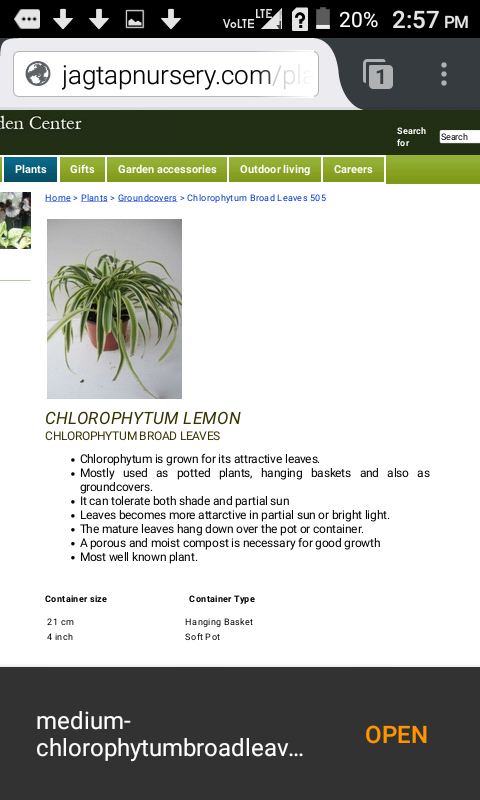 VoLTE LTE 20% 2:57 PM
jagtapnursery.com/pla
1
den Center
Search for
Search
Plants Gifts Garden accessories Outdoor living Careers
Home > Plants > Groundcovers > Chlorophytum Broad Leaves 505
CHLOROPHYTUM LEMON
CHLOROPHYTUM BROAD LEAVES
• Chlorophytum is grown for its attractive leaves.
• Mostly used as potted plants, hanging baskets and also as
groundcovers.
• It can tolerate both shade and partial sun
• Leaves becomes more attarctive in partial sun or bright light.
• The mature leaves hang down over the pot or container.
• A porous and moist compost is necessary for good growth
• Most well known plant.
Container size Container Type
21 cm Hanging Basket
4 inch Soft Pot
medium-
chlorophytumbroadleav...
OPEN